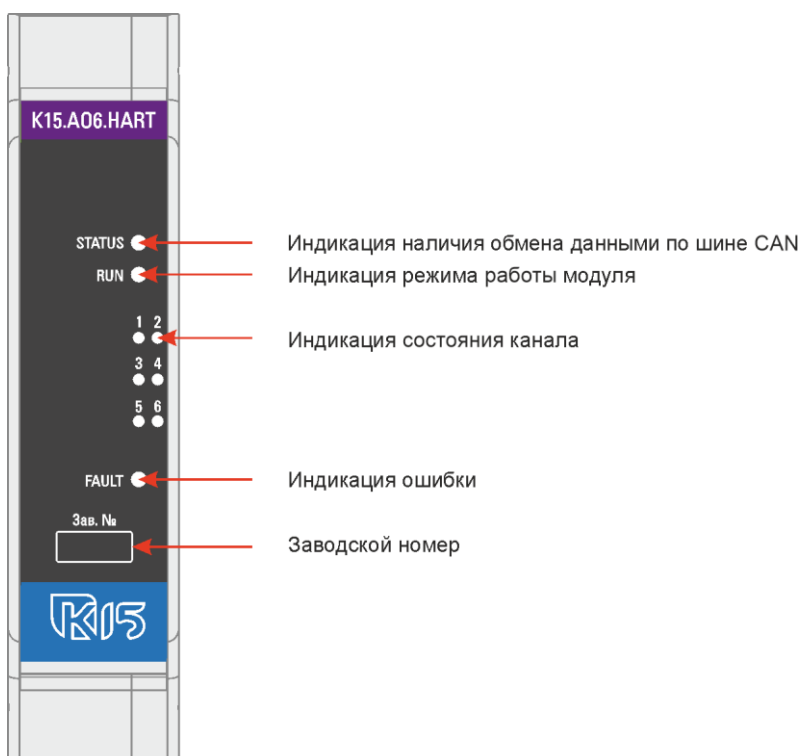 K15.AO6.HART
STATUS
Индикация наличия обмена данными по шине CAN
RUN
Индикация режима работы модуля
1 2
Индикация состояния канала
3 4
5 6
FAULT
Индикация ошибки
Зав. №
Заводской номер
K15